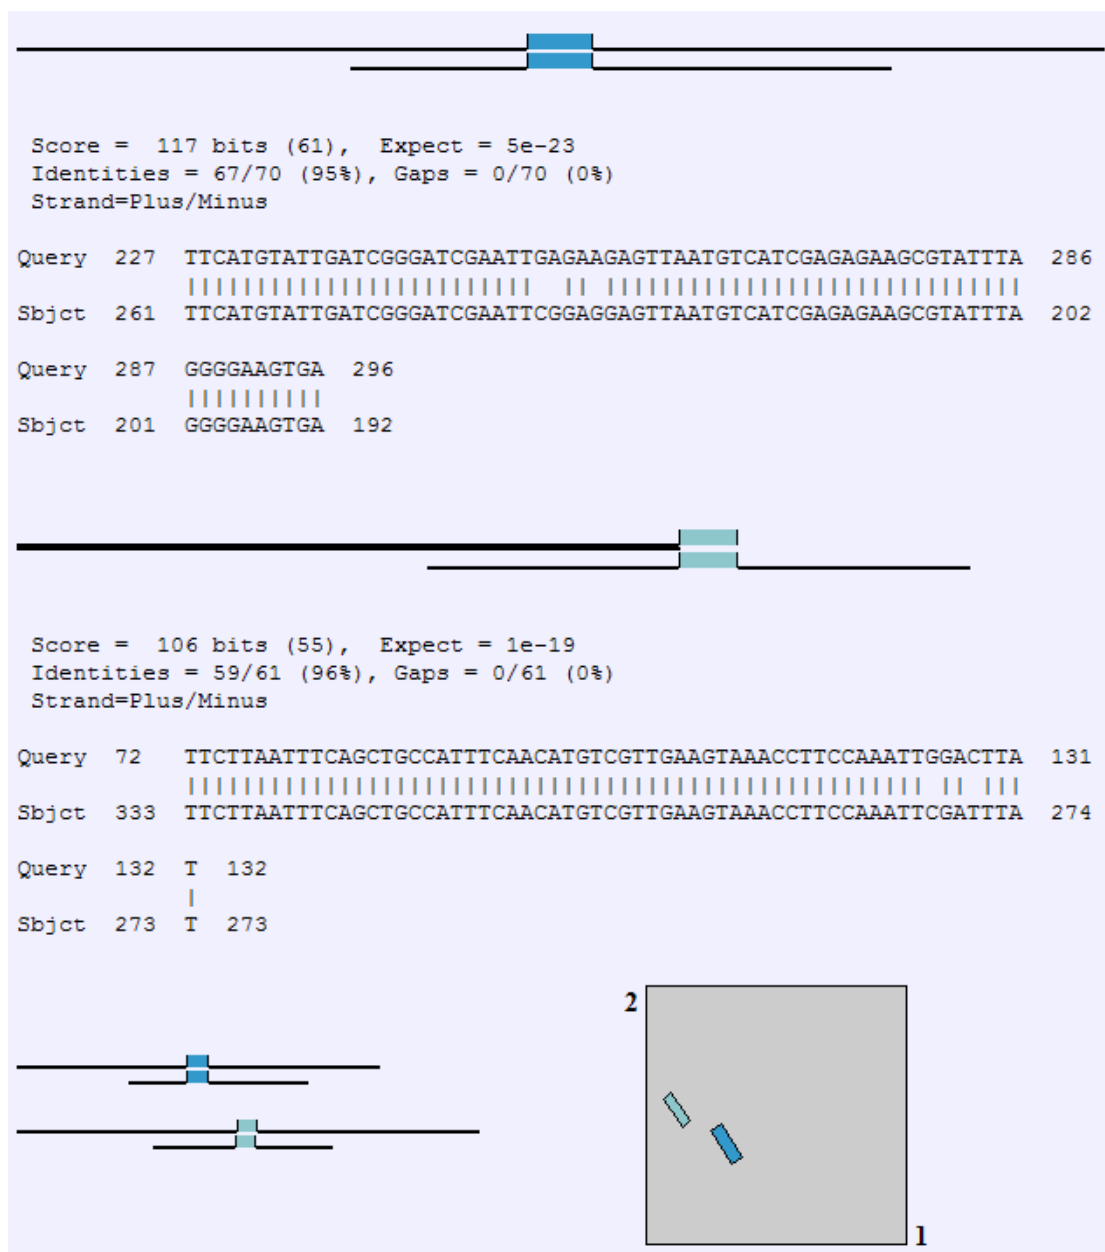 Score =  117 bits (61),  Expect = 5e-23
Identities = 67/70 (95%), Gaps = 0/70 (0%)
Strand=Plus/Minus
Query  227  TTCATGTATTGATCGGGATCGAATTGAGAAGAGTTAATGTCATCGAGAGAAGCGTATTTA  286
||||||||||||||||||||||||| || ||||||||||||||||||||||||||||||
Sbjct  261  TTCATGTATTGATCGGGATCGAATTCGGAGGAGTTAATGTCATCGAGAGAAGCGTATTTA  202
Query  287  GGGGAAGTGA  296
||||||||||
Sbjct  201  GGGGAAGTGA  192
Score =  106 bits (55),  Expect = 1e-19
Identities = 59/61 (96%), Gaps = 0/61 (0%)
Strand=Plus/Minus
Query  72   TTCTTAATTTCAGCTGCCATTTCAACATGTCGTTGAAGTAAACCTTCCAAATTGGACTTA  131
||||||||||||||||||||||||||||||||||||||||||||||||||||| || |||
Sbjct  333  TTCTTAATTTCAGCTGCCATTTCAACATGTCGTTGAAGTAAACCTTCCAAATTCGATTTA  274
Query  132  T  132
|
Sbjct  273  T  273
2
1